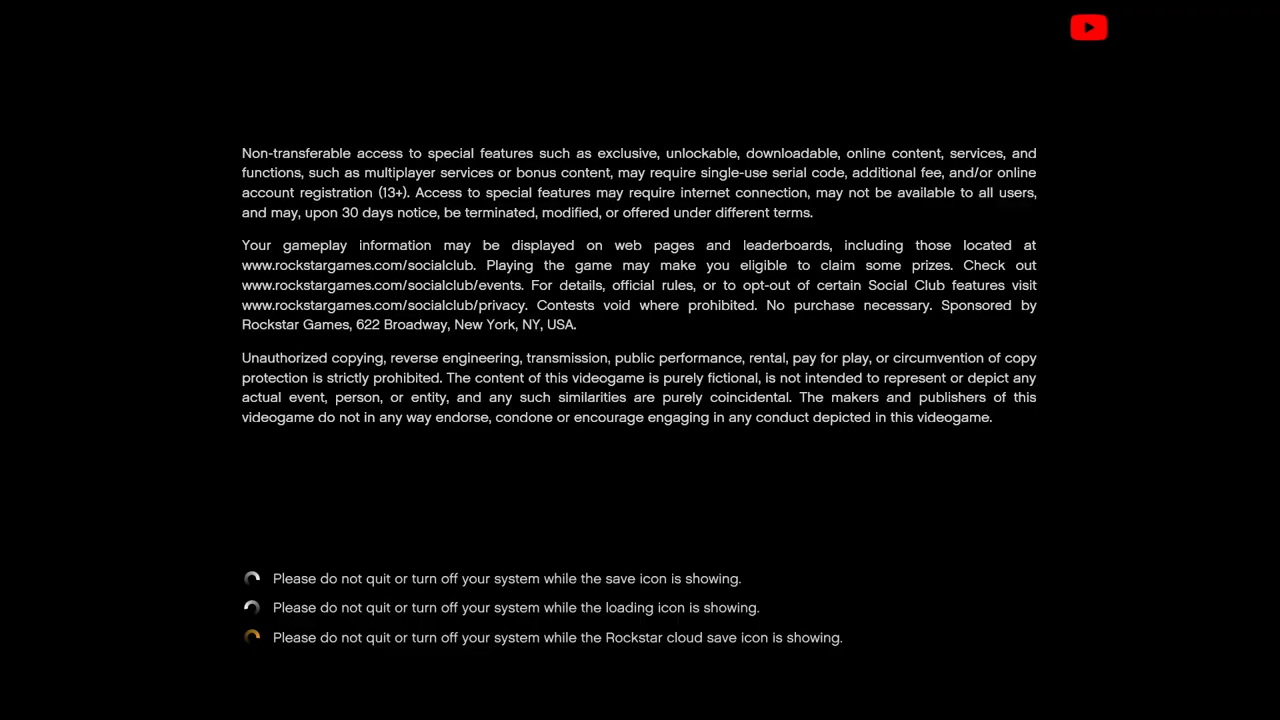 Non-transferable access to special features such as exclusive, unlockable, downloadable, online content, services, and
functions, such as multiplayer services or bonus content, may require single-use serial code, additional fee, and/or online
account registration (13+). Access to special features may require internet connection, may not be available to all users,
and may, upon 30 days notice, be terminated, modified, or offered under different terms.
Your gameplay information may be displayed on web pages and leaderboards, including those located at
www.rockstargames.com/socialclub. Playing the game may make you eligible to claim some prizes. Check out
www.rockstargames.com/socialclub/events. For details, official rules, or to opt-out of certain Social Club features visit
www.rockstargames.com/socialclub/privacy. Contests void where prohibited. No purchase necessary. Sponsored by
Rockstar Games, 622 Broadway, New York, NY, USA.
Unauthorized copying, reverse engineering, transmission, public performance, rental, pay for play, or circumvention of copy
protection is strictly prohibited. The content of this videogame is purely fictional, is not intended to represent or depict any
actual event, person, or entity, and any such similarities are purely coincidental. The makers and publishers of this
videogame do not in any way endorse, condone or encourage engaging in any conduct depicted in this videogame.
Please do not quit or turn off your system while the save icon is showing.
Please do not quit or turn off your system while the loading icon is showing.
Please do not quit or turn off your system while the Rockstar cloud save icon is showing.